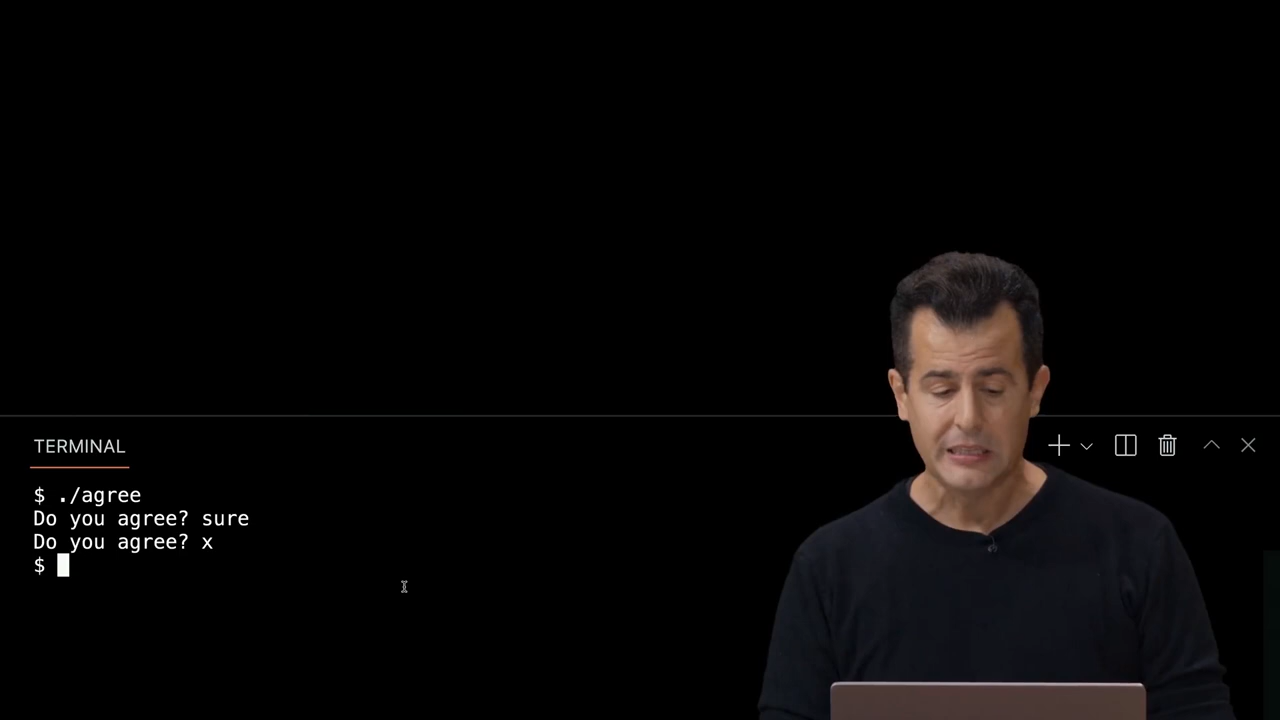 TERMINAL
$ ./agree
Do you agree? sure
Do you agree? x
$